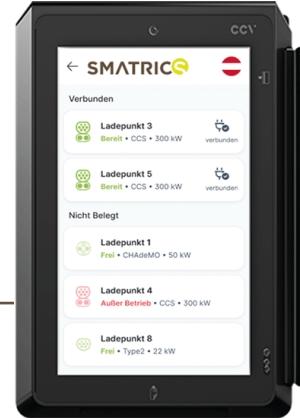 CCV
SMATRICS
Verbunden
Ladepunkt 3
Bereit • CCS • 300 kW
verbunden
Ladepunkt 5
Bereit • CCS • 300 kW
verbunden
Nicht Belegt
Ladepunkt 1
Frei • CHAdeMO • 50 kW
Ladepunkt 4
Außer Betrieb • CCS • 300 kW
Ladepunkt 8
Frei • Type2 • 22 kW